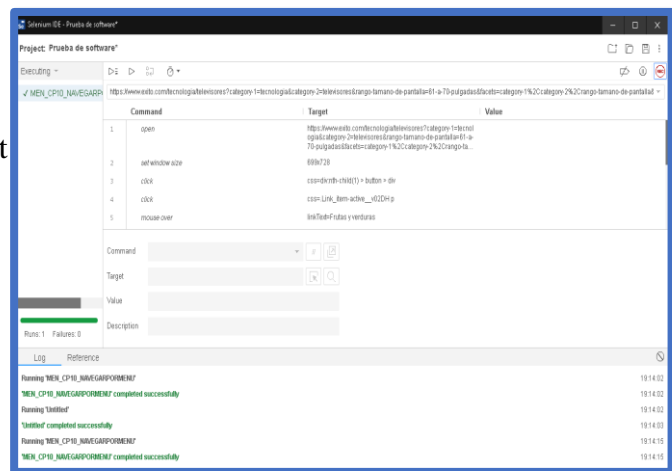 Selenium IDE - Prueba de software*
Project: Prueba de software*
Executing
https://www.exito.com/tecnologia/televisores?category-1=tecnologia&category-2=televisores&rango-tamano-de-pantalla=61-a-70-pulgadas&facets=category-1%2Ccategory-2%2Crango-tamano-de-pantalla&
✓ MEN_CP10_NAVEGARP
Command Target Value
1 open https://www.exito.com/tecnologia/televisores?category-1=tecnol
ogia&category-2=televisores&rango-tamano-de-pantalla=61-a-
70-pulgadas&facets=category-1%2Ccategory-2%2Crango-ta...
t
2 set window size
3 click css=div:nth-child(1) > button > div
4 click css=.Link_item-active__v02DH p
5 mouse over linkText=Frutas y verduras
Command
Target
Value
Description
Runs: 1 Failures: 0
Log Reference
Running 'MEN_CP10_NAVEGARPORMENU' 19:14:02
'MEN_CP10_NAVEGARPORMENU' completed successfully 19:14:02
Running 'Untitled' 19:14:02
'Untitled' completed successfully 19:14:03
Running 'MEN_CP10_NAVEGARPORMENU' 19:14:15
'MEN_CP10_NAVEGARPORMENU' completed successfully 19:14:15